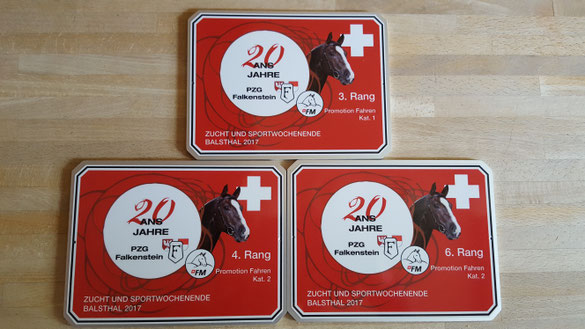 20
ANS
JAHRE
PZG
Falkenstein
F
FM
3. Rang
Promotion Fahren
Kat. 1
ZUCHT UND SPORTWOCHENENDE
BALSTHAL 2017
20
ANS
JAHRE
PZG
Falkenstein
F
FM
4. Rang
Promotion Fahren
Kat. 2
ZUCHT UND SPORTWOCHENENDE
BALSTHAL 2017
20
ANS
JAHRE
PZG
Falkenstein
F
FM
6. Rang
Promotion Fahren
Kat. 2
ZUCHT UND SPORTWOCHENENDE
BALSTHAL 2017